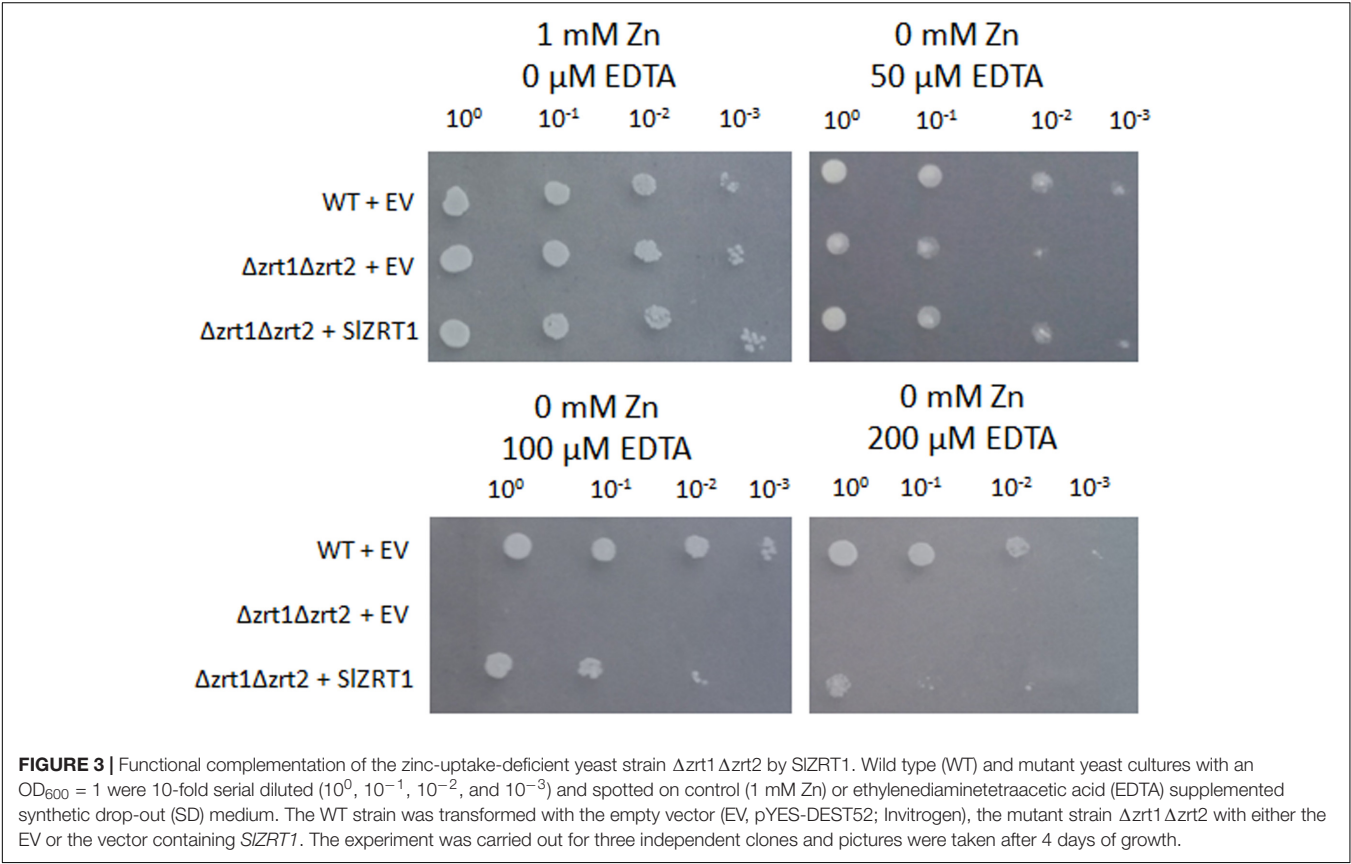 1 mM Zn
0 µM EDTA
10⁰ 10⁻¹ 10⁻² 10⁻³
0 mM Zn
50 µM EDTA
10⁰ 10⁻¹ 10⁻² 10⁻³
WT + EV
Δzrt1Δzrt2 + EV
Δzrt1Δzrt2 + SlZRT1
0 mM Zn
100 µM EDTA
10⁰ 10⁻¹ 10⁻² 10⁻³
0 mM Zn
200 µM EDTA
10⁰ 10⁻¹ 10⁻² 10⁻³
WT + EV
Δzrt1Δzrt2 + EV
Δzrt1Δzrt2 + SlZRT1
FIGURE 3 | Functional complementation of the zinc-uptake-deficient yeast strain Δzrt1Δzrt2 by SlZRT1. Wild type (WT) and mutant yeast cultures with an
OD₆₀₀ = 1 were 10-fold serial diluted (10⁰, 10⁻¹, 10⁻², and 10⁻³) and spotted on control (1 mM Zn) or ethylenediaminetetraacetic acid (EDTA) supplemented
synthetic drop-out (SD) medium. The WT strain was transformed with the empty vector (EV, pYES-DEST52; Invitrogen), the mutant strain Δzrt1Δzrt2 with either the
EV or the vector containing SlZRT1. The experiment was carried out for three independent clones and pictures were taken after 4 days of growth.